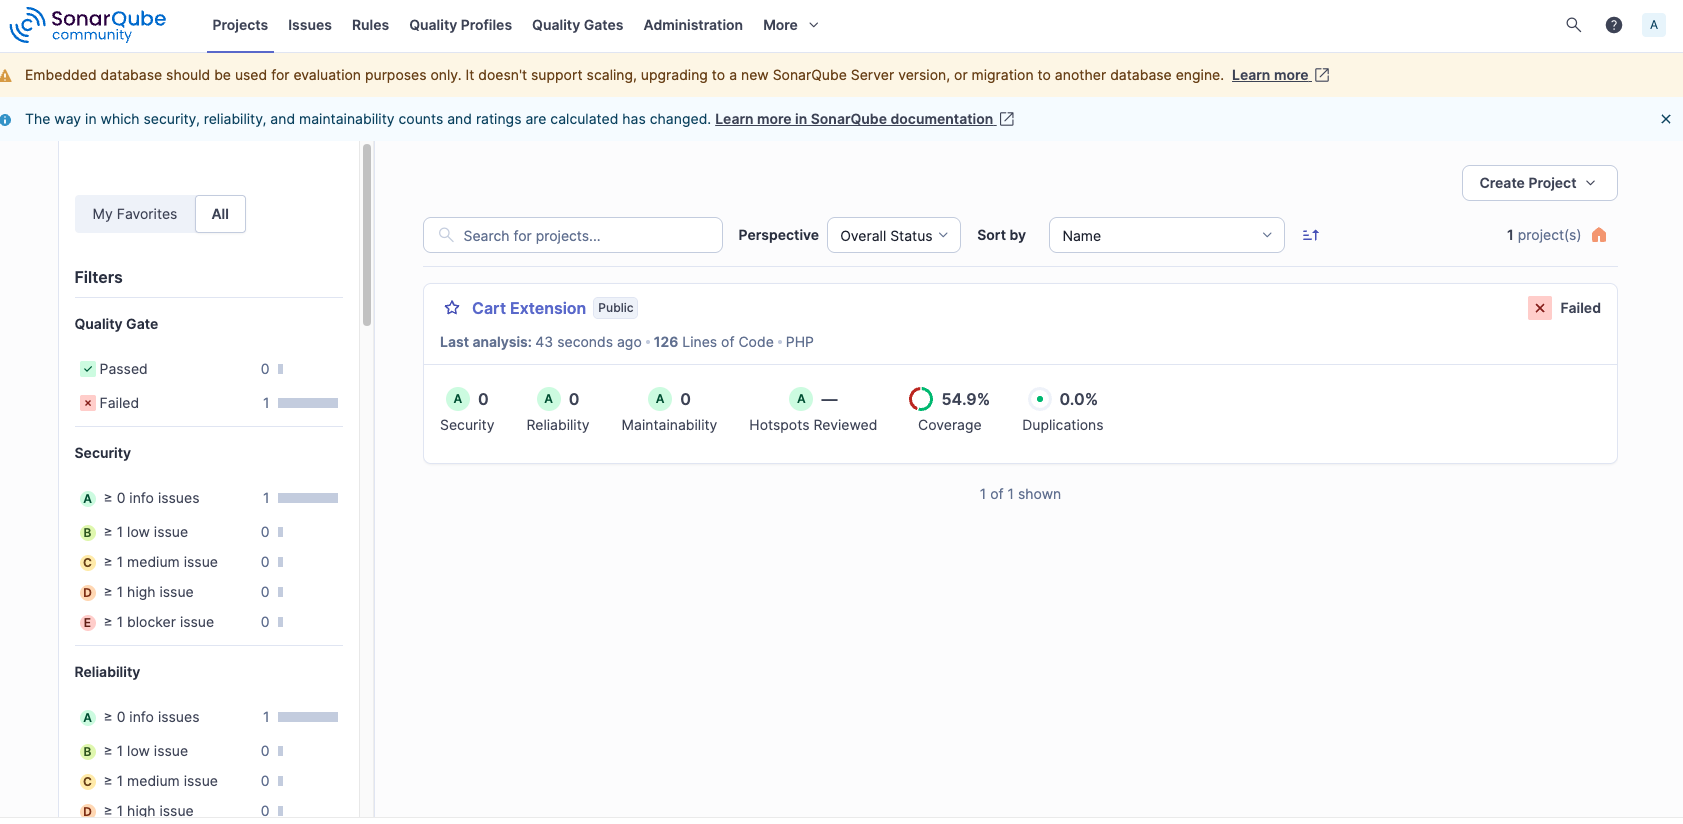 SonarQube
community
Projects Issues Rules Quality Profiles Quality Gates Administration More
? A
Embedded database should be used for evaluation purposes only. It doesn't support scaling, upgrading to a new SonarQube Server version, or migration to another database engine. Learn more
The way in which security, reliability, and maintainability counts and ratings are calculated has changed. Learn more in SonarQube documentation
My Favorites All
Filters
Quality Gate
Passed 0
Failed 1
Security
A ≥ 0 info issues 1
B ≥ 1 low issue 0
C ≥ 1 medium issue 0
D ≥ 1 high issue 0
E ≥ 1 blocker issue 0
Reliability
A ≥ 0 info issues 1
B ≥ 1 low issue 0
C ≥ 1 medium issue 0
D ≥ 1 high issue 0
Create Project
Search for projects... Perspective Overall Status Sort by Name 1 project(s)
Cart Extension Public Failed
Last analysis: 43 seconds ago • 126 Lines of Code • PHP
A 0 A 0 A 0 A — 54.9% 0.0%
Security Reliability Maintainability Hotspots Reviewed Coverage Duplications
1 of 1 shown